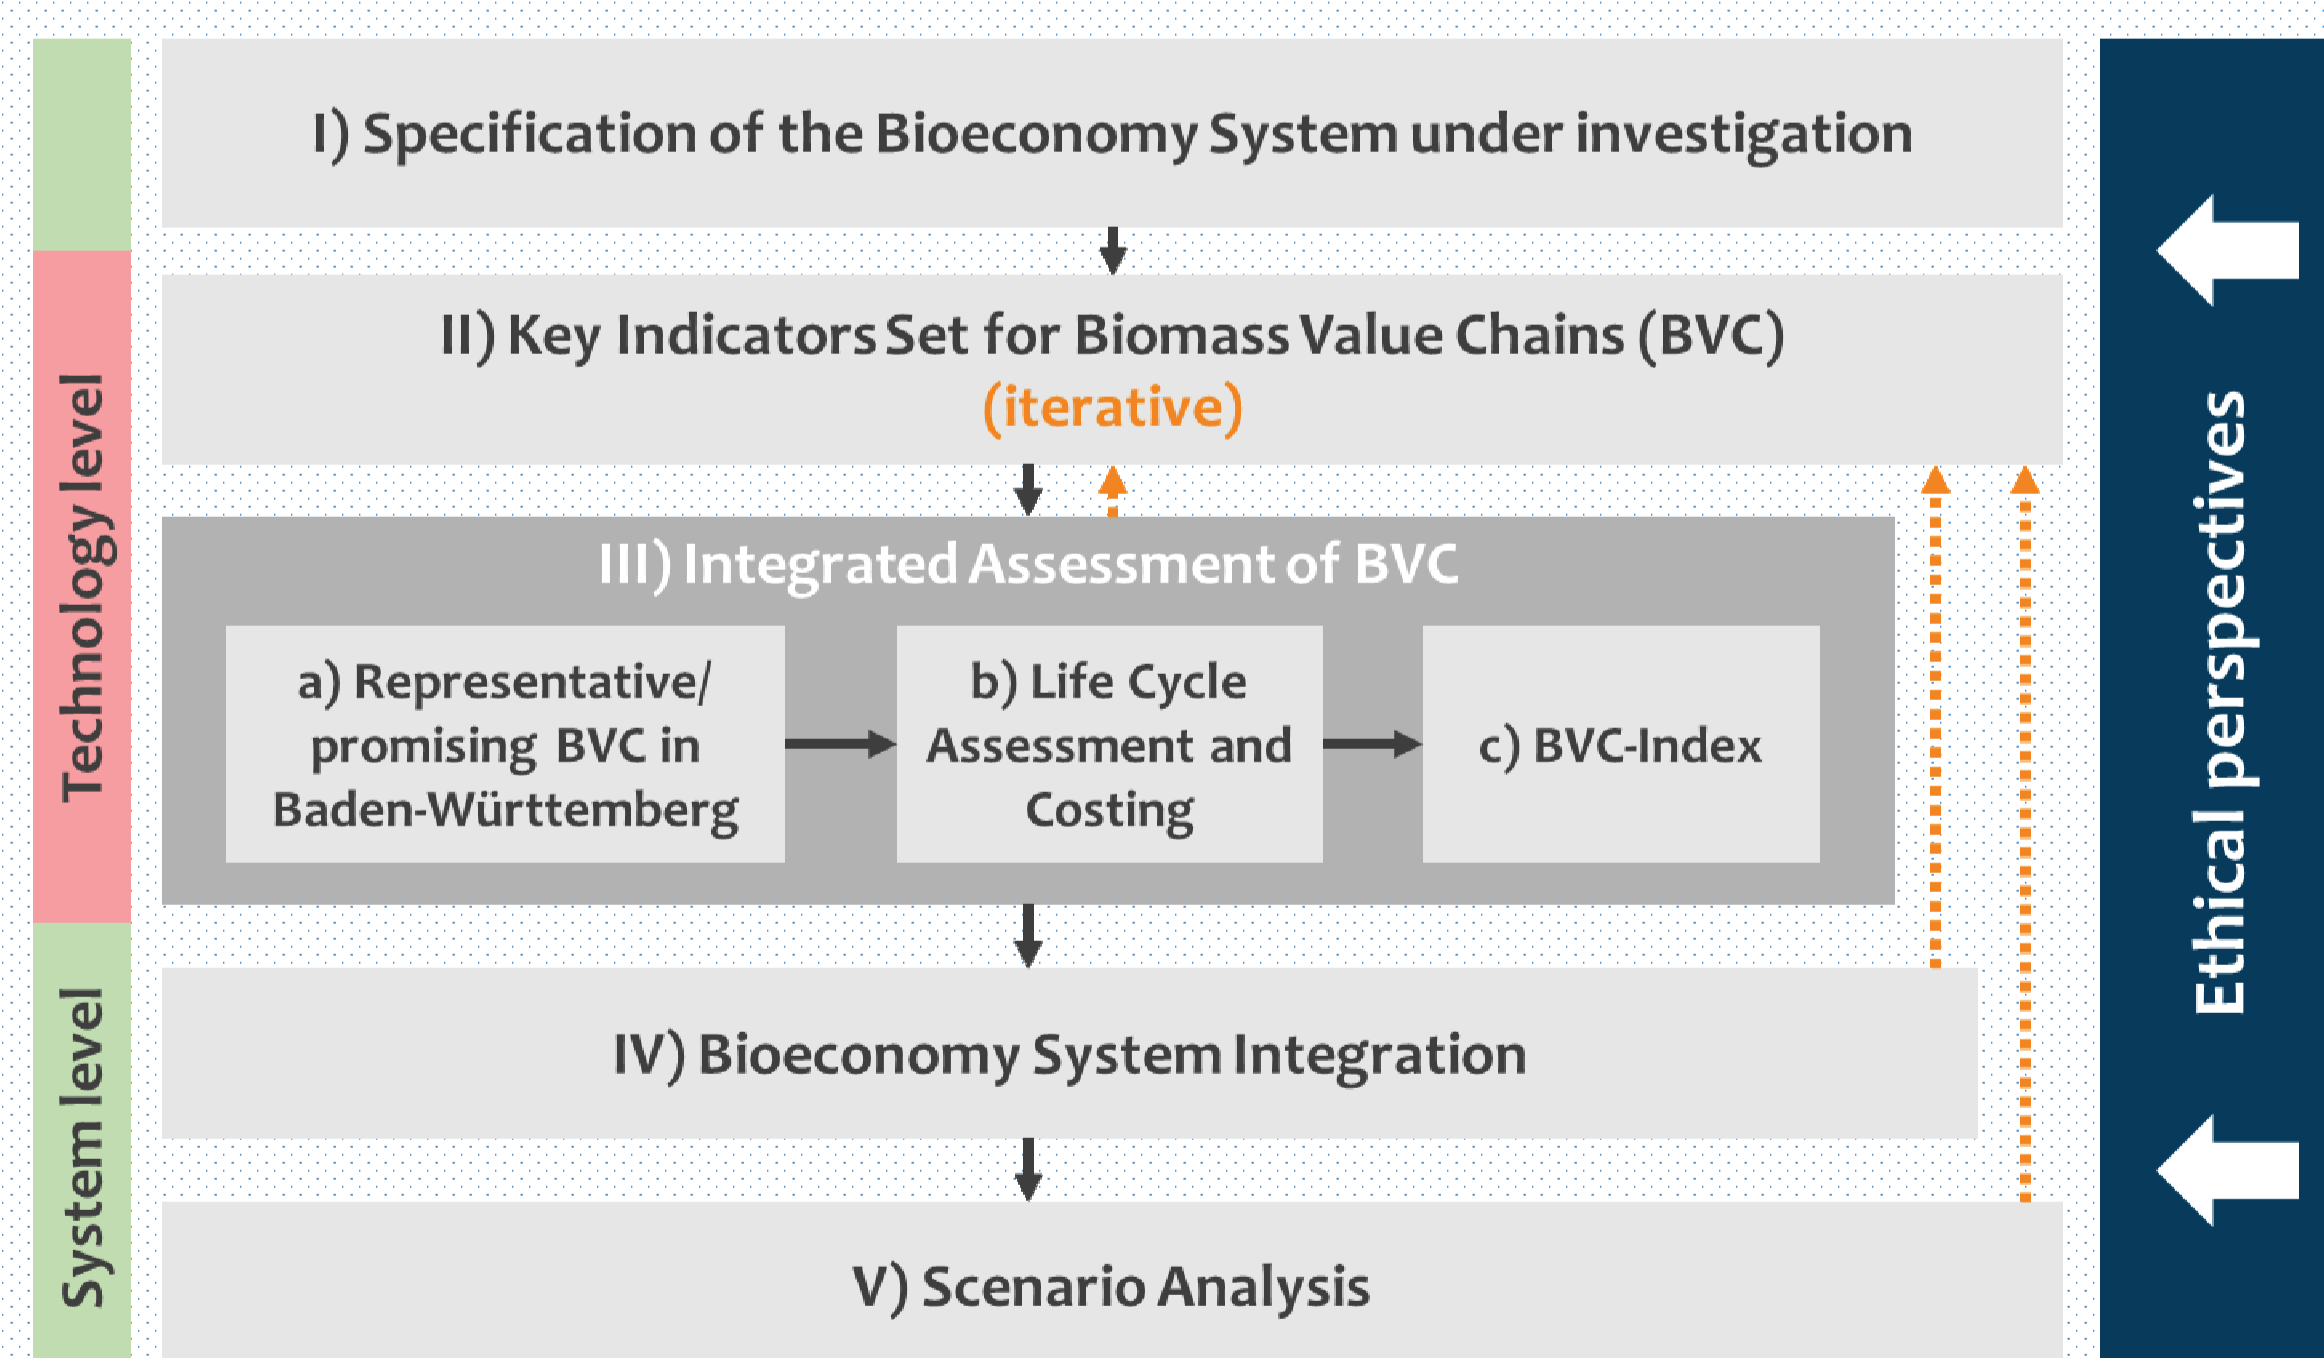 I) Specification of the Bioeconomy System under investigation
Technology level
II) Key Indicators Set for Biomass Value Chains (BVC)
(iterative)
III) Integrated Assessment of BVC
a) Representative/
promising BVC in
Baden-Württemberg
b) Life Cycle
Assessment and
Costing
c) BVC-Index
System level
IV) Bioeconomy System Integration
V) Scenario Analysis
Ethical perspectives